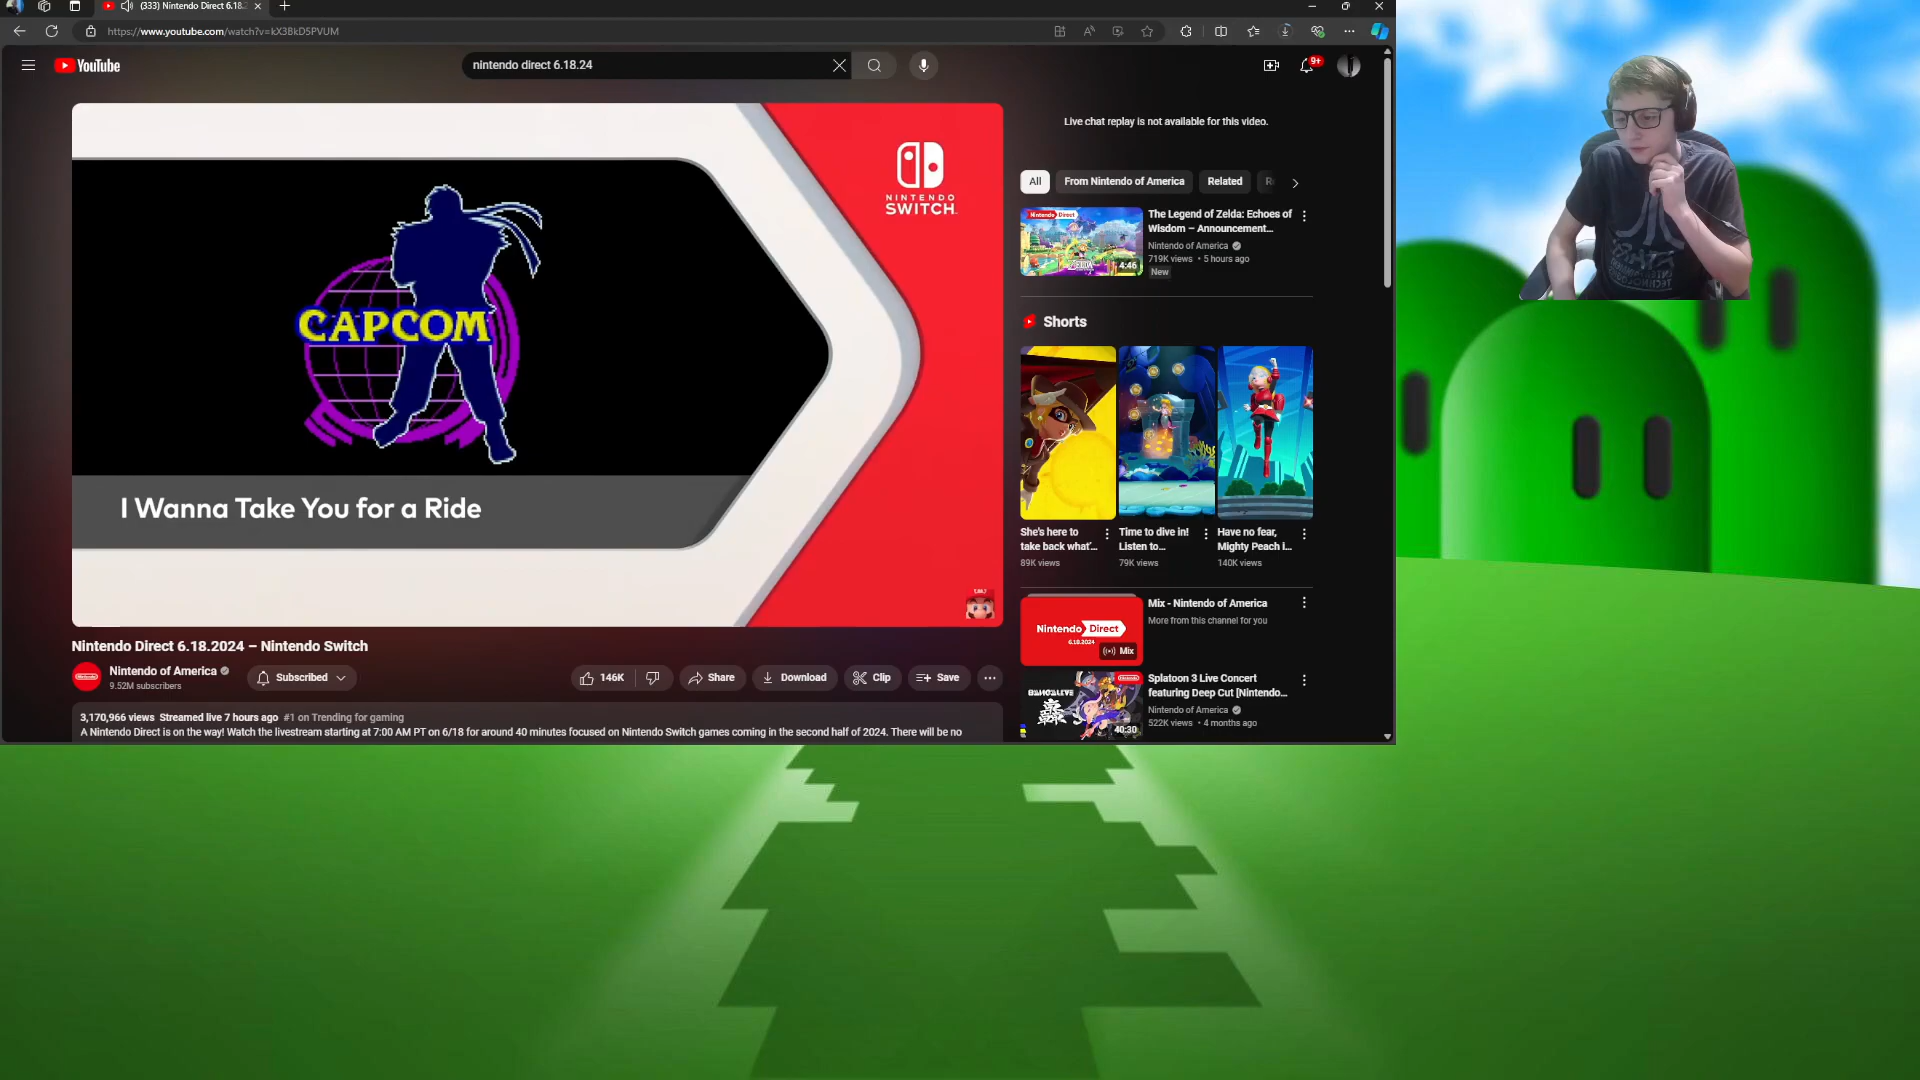 (333) Nintendo Direct 6.18.2
https://www.youtube.com/watch?v=kX3BkD5PVUM
YouTube
nintendo direct 6.18.24
9+
NINTENDO
SWITCH
CAPCOM
I Wanna Take You for a Ride
Nintendo Direct 6.18.2024 – Nintendo Switch
Nintendo of America
9.52M subscribers
Subscribed
146K
Share
Download
Clip
Save
3,170,966 views Streamed live 7 hours ago #1 on Trending for gaming
A Nintendo Direct is on the way! Watch the livestream starting at 7:00 AM PT on 6/18 for around 40 minutes focused on Nintendo Switch games coming in the second half of 2024. There will be no
Live chat replay is not available for this video.
All
From Nintendo of America
Related
Nintendo Direct
4:46
The Legend of Zelda: Echoes of
Wisdom – Announcement...
Nintendo of America
719K views • 5 hours ago
New
Shorts
She's here to
take back what'...
89K views
Time to dive in!
Listen to...
79K views
Have no fear,
Mighty Peach i...
140K views
Nintendo Direct
6.18.2024
Mix
Mix - Nintendo of America
More from this channel for you
40:30
Splatoon 3 Live Concert
featuring Deep Cut [Nintendo...
Nintendo of America
522K views • 4 months ago